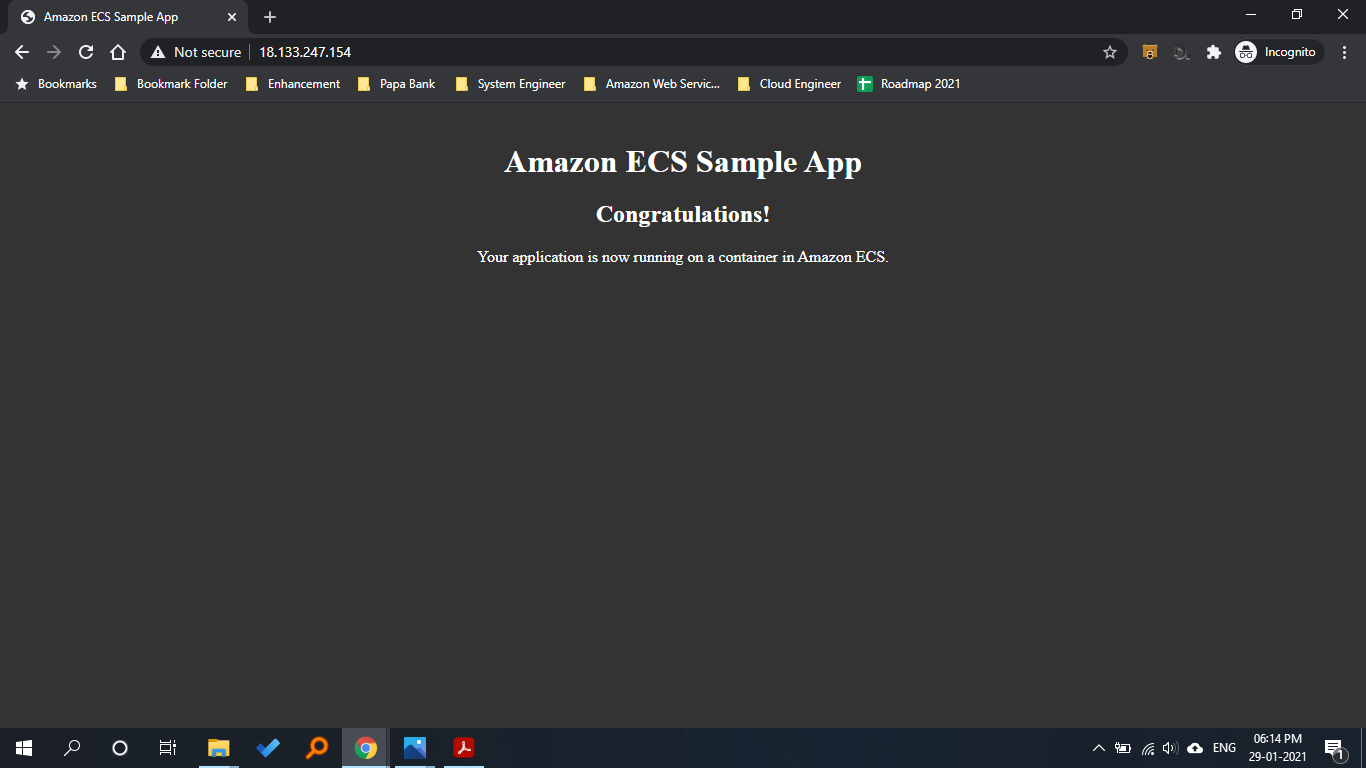 Amazon ECS Sample App
Not secure 18.133.247.154
Incognito
Bookmarks Bookmark Folder Enhancement Papa Bank System Engineer Amazon Web Servic... Cloud Engineer Roadmap 2021
Amazon ECS Sample App
Congratulations!
Your application is now running on a container in Amazon ECS.
ENG
06:14 PM
29-01-2021
1